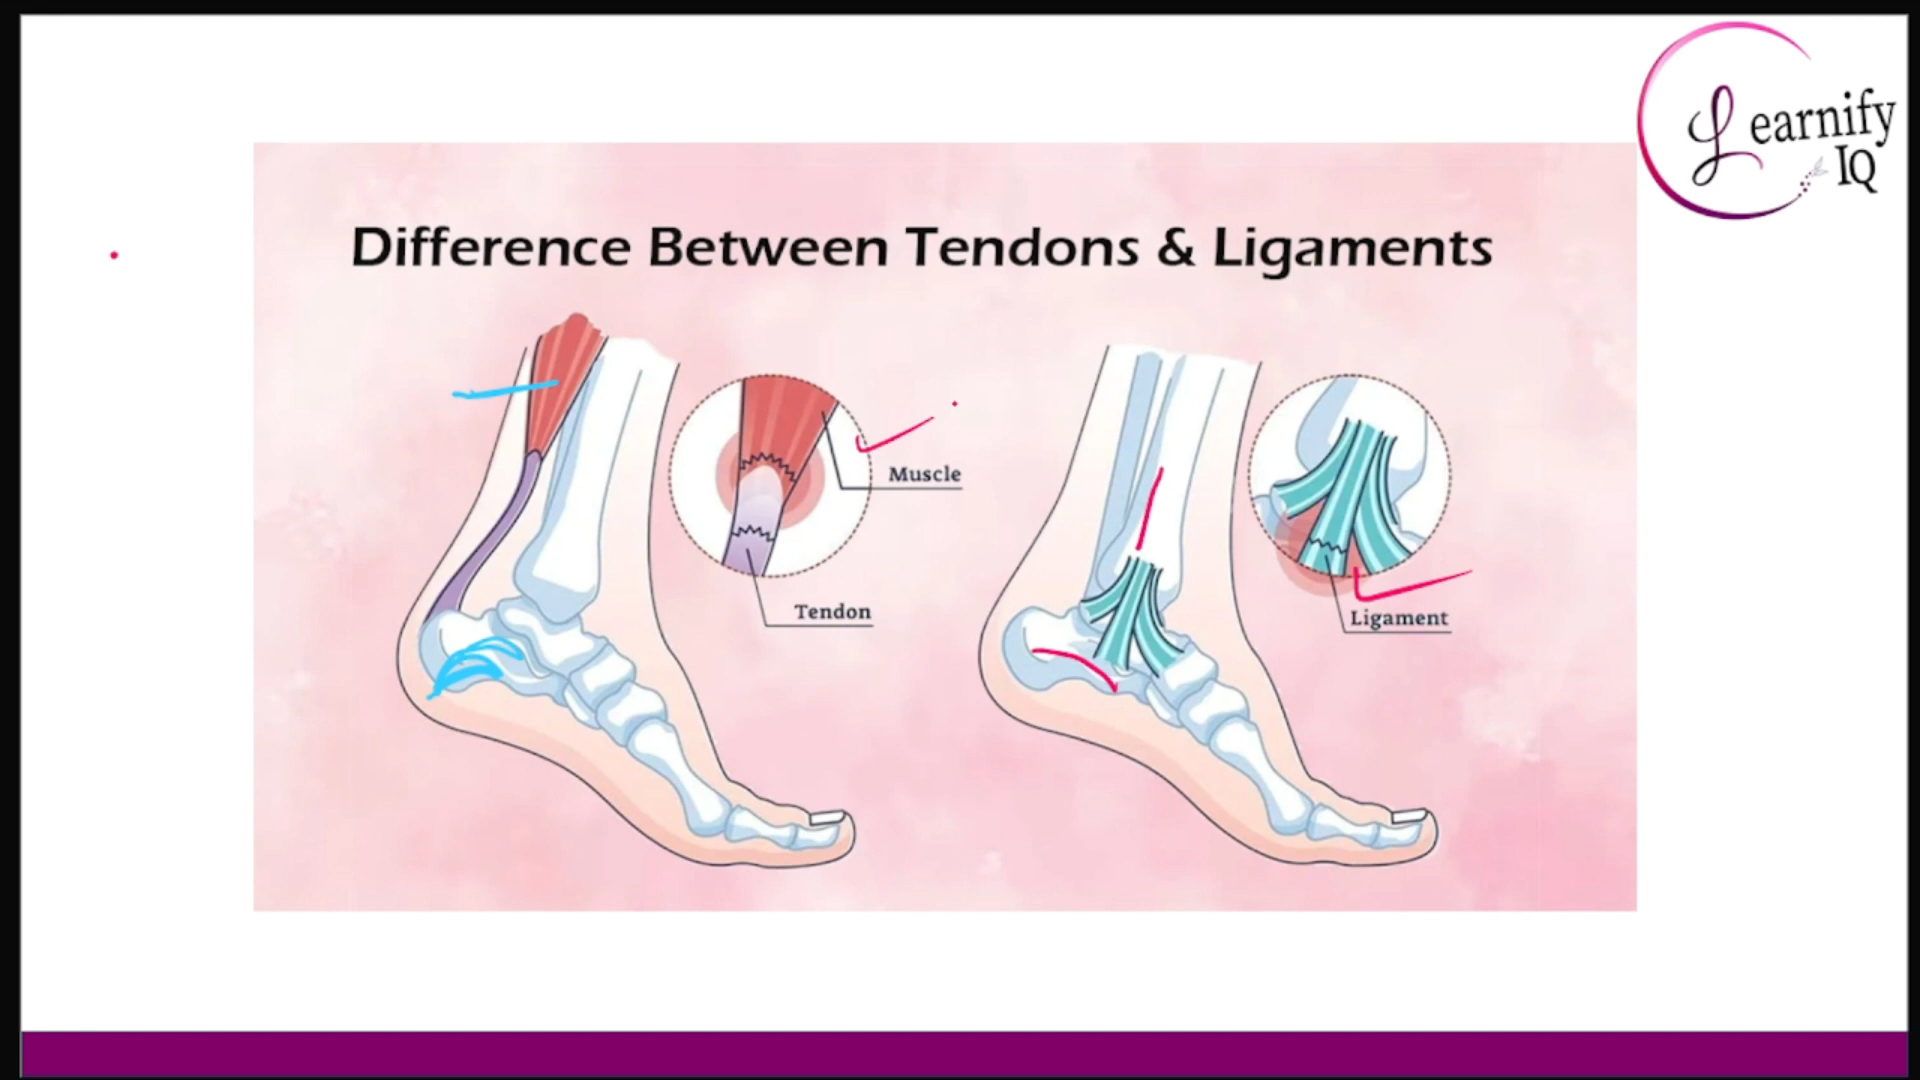 Learnify
IQ
Difference Between Tendons & Ligaments
Muscle
Tendon
Ligament